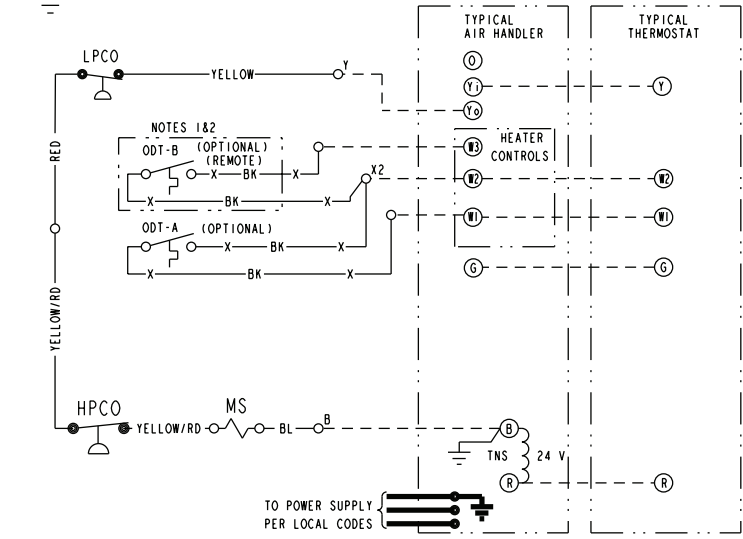 TYPICAL
AIR HANDLER
TYPICAL
THERMOSTAT
LPCO
YELLOW
Y
O
Yi
Y
Yo
NOTES 1&2
ODT-B (OPTIONAL)
(REMOTE)
X BK X
X BK X
X2
W3
HEATER
CONTROLS
W2
W2
RED
ODT-A (OPTIONAL)
X BK X
X BK X
W1
W1
G
G
YELLOW/RD
HPCO
YELLOW/RD
MS
BL
B
B
TNS
24 V
R
R
TO POWER SUPPLY
PER LOCAL CODES